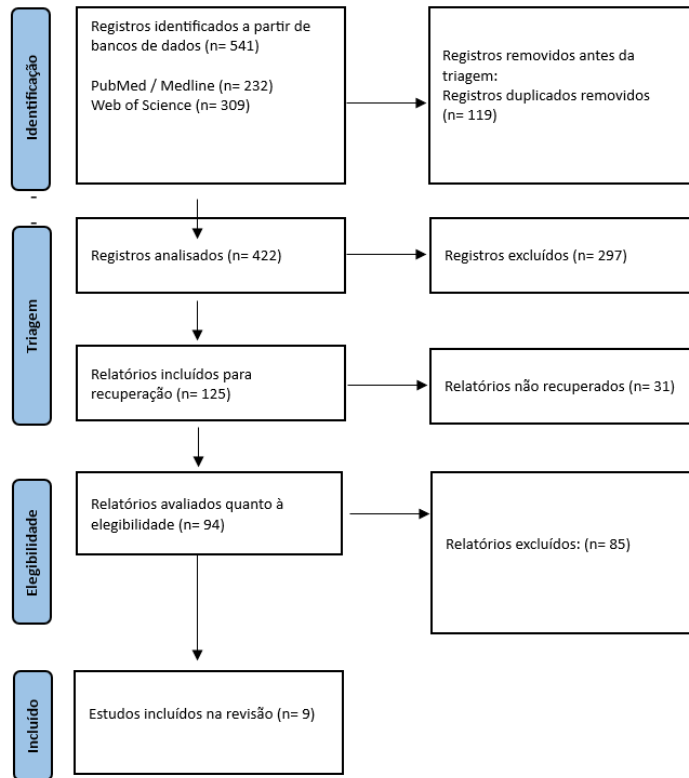 Identificação
Registros identificados a partir de
bancos de dados (n= 541)
PubMed / Medline (n= 232)
Web of Science (n= 309)
Registros removidos antes da
triagem:
Registros duplicados removidos
(n= 119)
Triagem
Registros analisados (n= 422)
Registros excluídos (n= 297)
Relatórios incluídos para
recuperação (n= 125)
Relatórios não recuperados (n= 31)
Elegibilidade
Relatórios avaliados quanto à
elegibilidade (n= 94)
Relatórios excluídos: (n= 85)
Incluído
Estudos incluídos na revisão (n= 9)